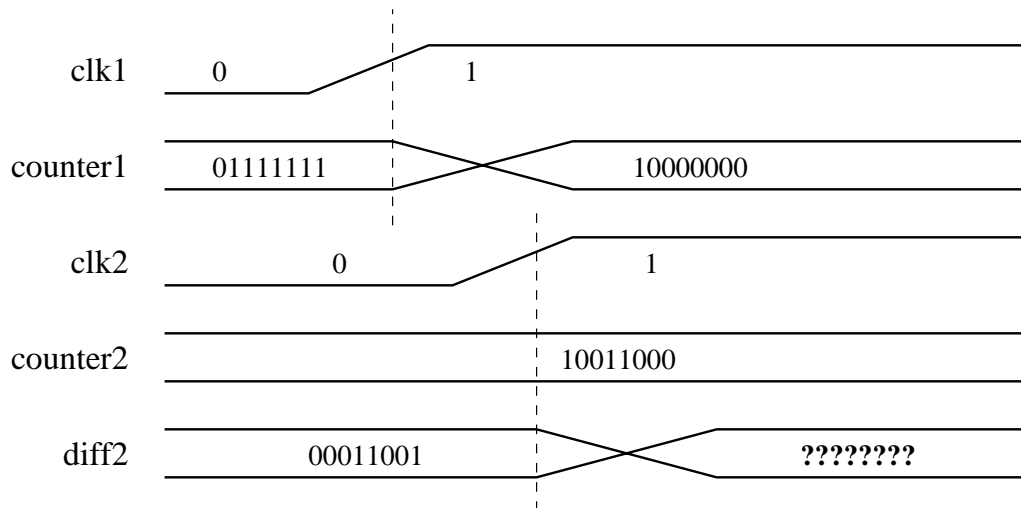 clk1 0 1
counter1 01111111 10000000
clk2 0 1
counter2 10011000
diff2 00011001 ????????